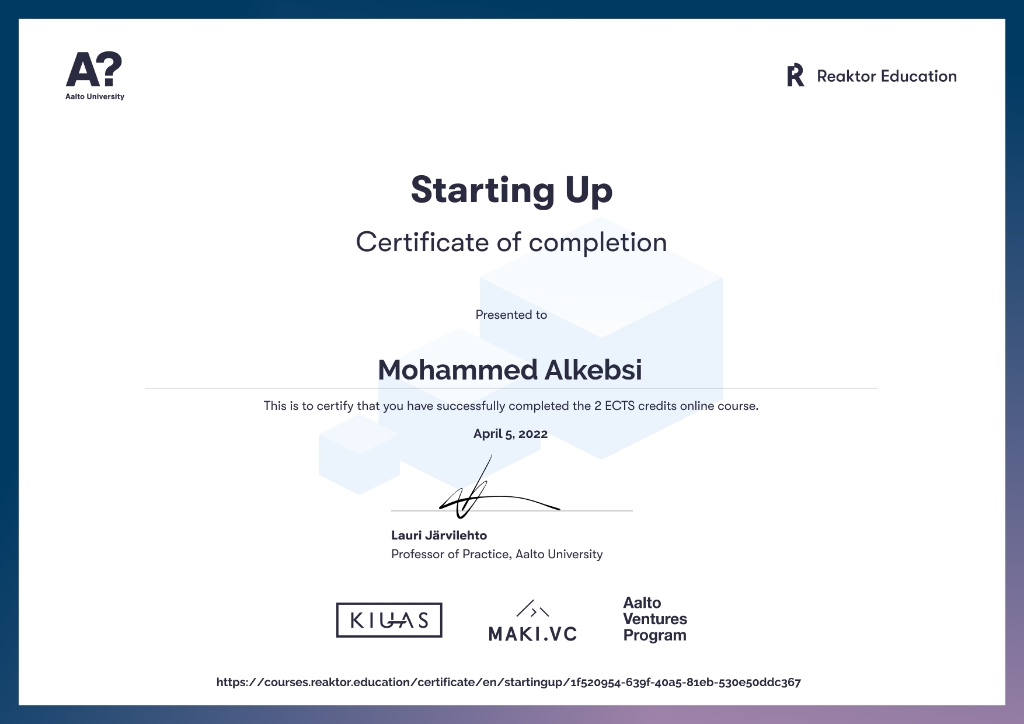 A?
Aalto University
Reaktor Education
Starting Up
Certificate of completion
Presented to
Mohammed Alkebsi
This is to certify that you have successfully completed the 2 ECTS credits online course.
April 5, 2022
Lauri Järvilehto
Professor of Practice, Aalto University
KIUAS
MAKI.VC
Aalto
Ventures
Program
https://courses.reaktor.education/certificate/en/startingup/1f520954-639f-40a5-81eb-530e50ddc367